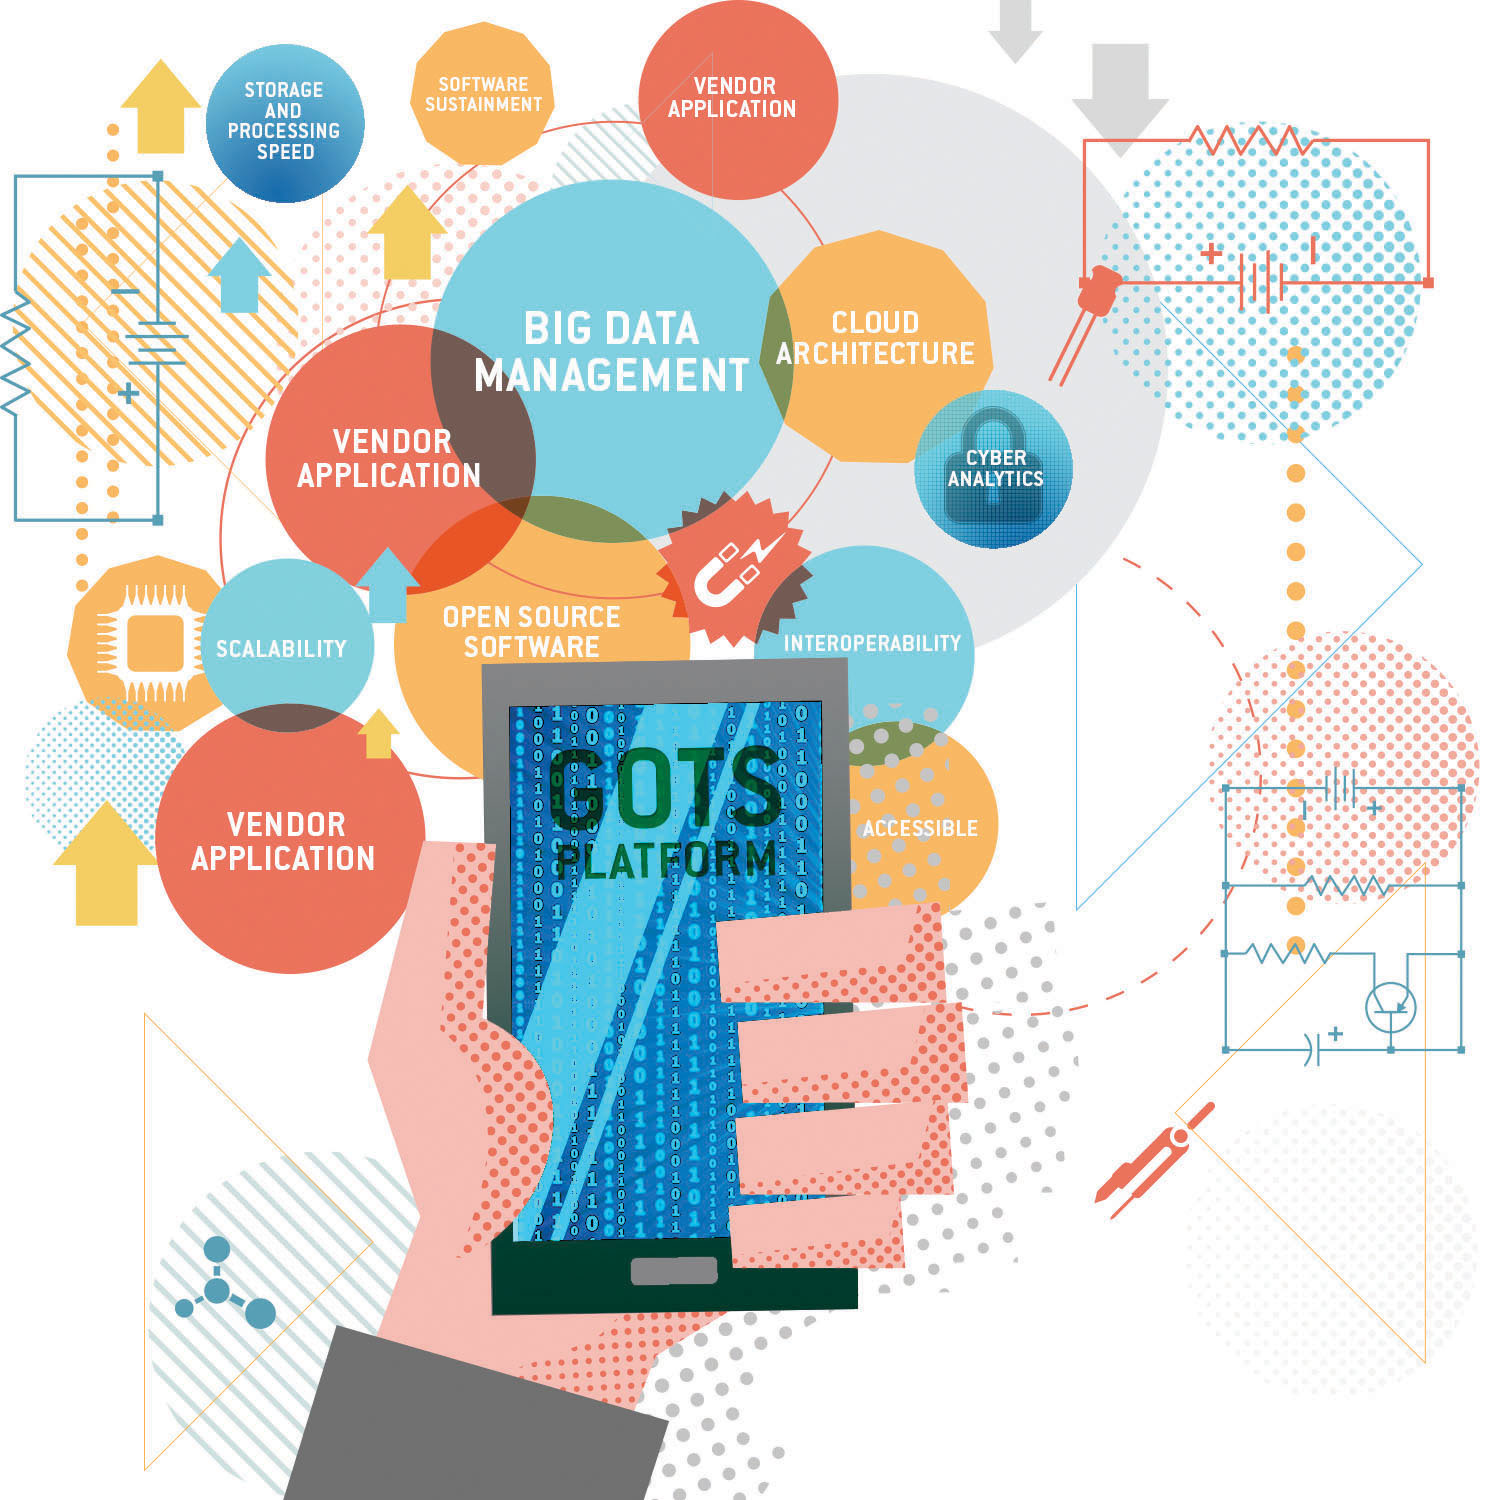 STORAGE
AND
PROCESSING
SPEED
SOFTWARE
SUSTAINMENT
VENDOR
APPLICATION
BIG DATA
MANAGEMENT
CLOUD
ARCHITECTURE
VENDOR
APPLICATION
CYBER
ANALYTICS
OPEN SOURCE
SOFTWARE
SCALABILITY
INTEROPERABILITY
VENDOR
APPLICATION
GOTS
PLATFORM
ACCESSIBLE